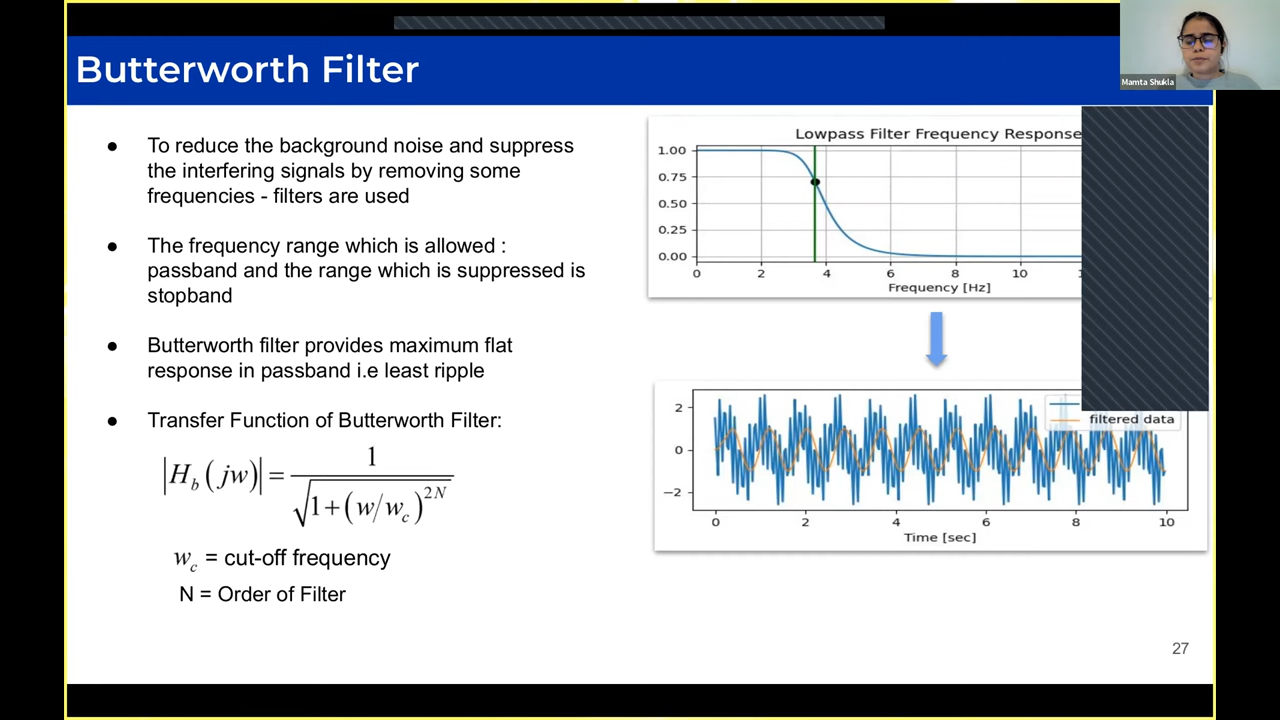 Mamta Shukla
Butterworth Filter
● To reduce the background noise and suppress
the interfering signals by removing some
frequencies - filters are used
● The frequency range which is allowed :
passband and the range which is suppressed is
stopband
● Butterworth filter provides maximum flat
response in passband i.e least ripple
● Transfer Function of Butterworth Filter:
|H_b(jw)| = 1 / √(1+(w/w_c)^{2N})
w_c = cut-off frequency
N = Order of Filter
Lowpass Filter Frequency Response
1.00
0.75
0.50
0.25
0.00
0 2 4 6 8 10
Frequency [Hz]
filtered data
2
0
−2
0 2 4 6 8 10
Time [sec]
27